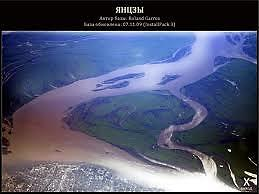 ЯНЦЗЫ
Автор базы: Roland Garros
База обновлена: 07.11.09 (InstallPack 3)
X